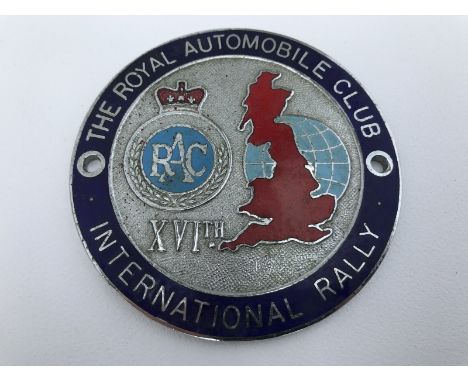 THE ROYAL AUTOMOBILE CLUB
RAC
XVITH
INTERNATIONAL RALLY